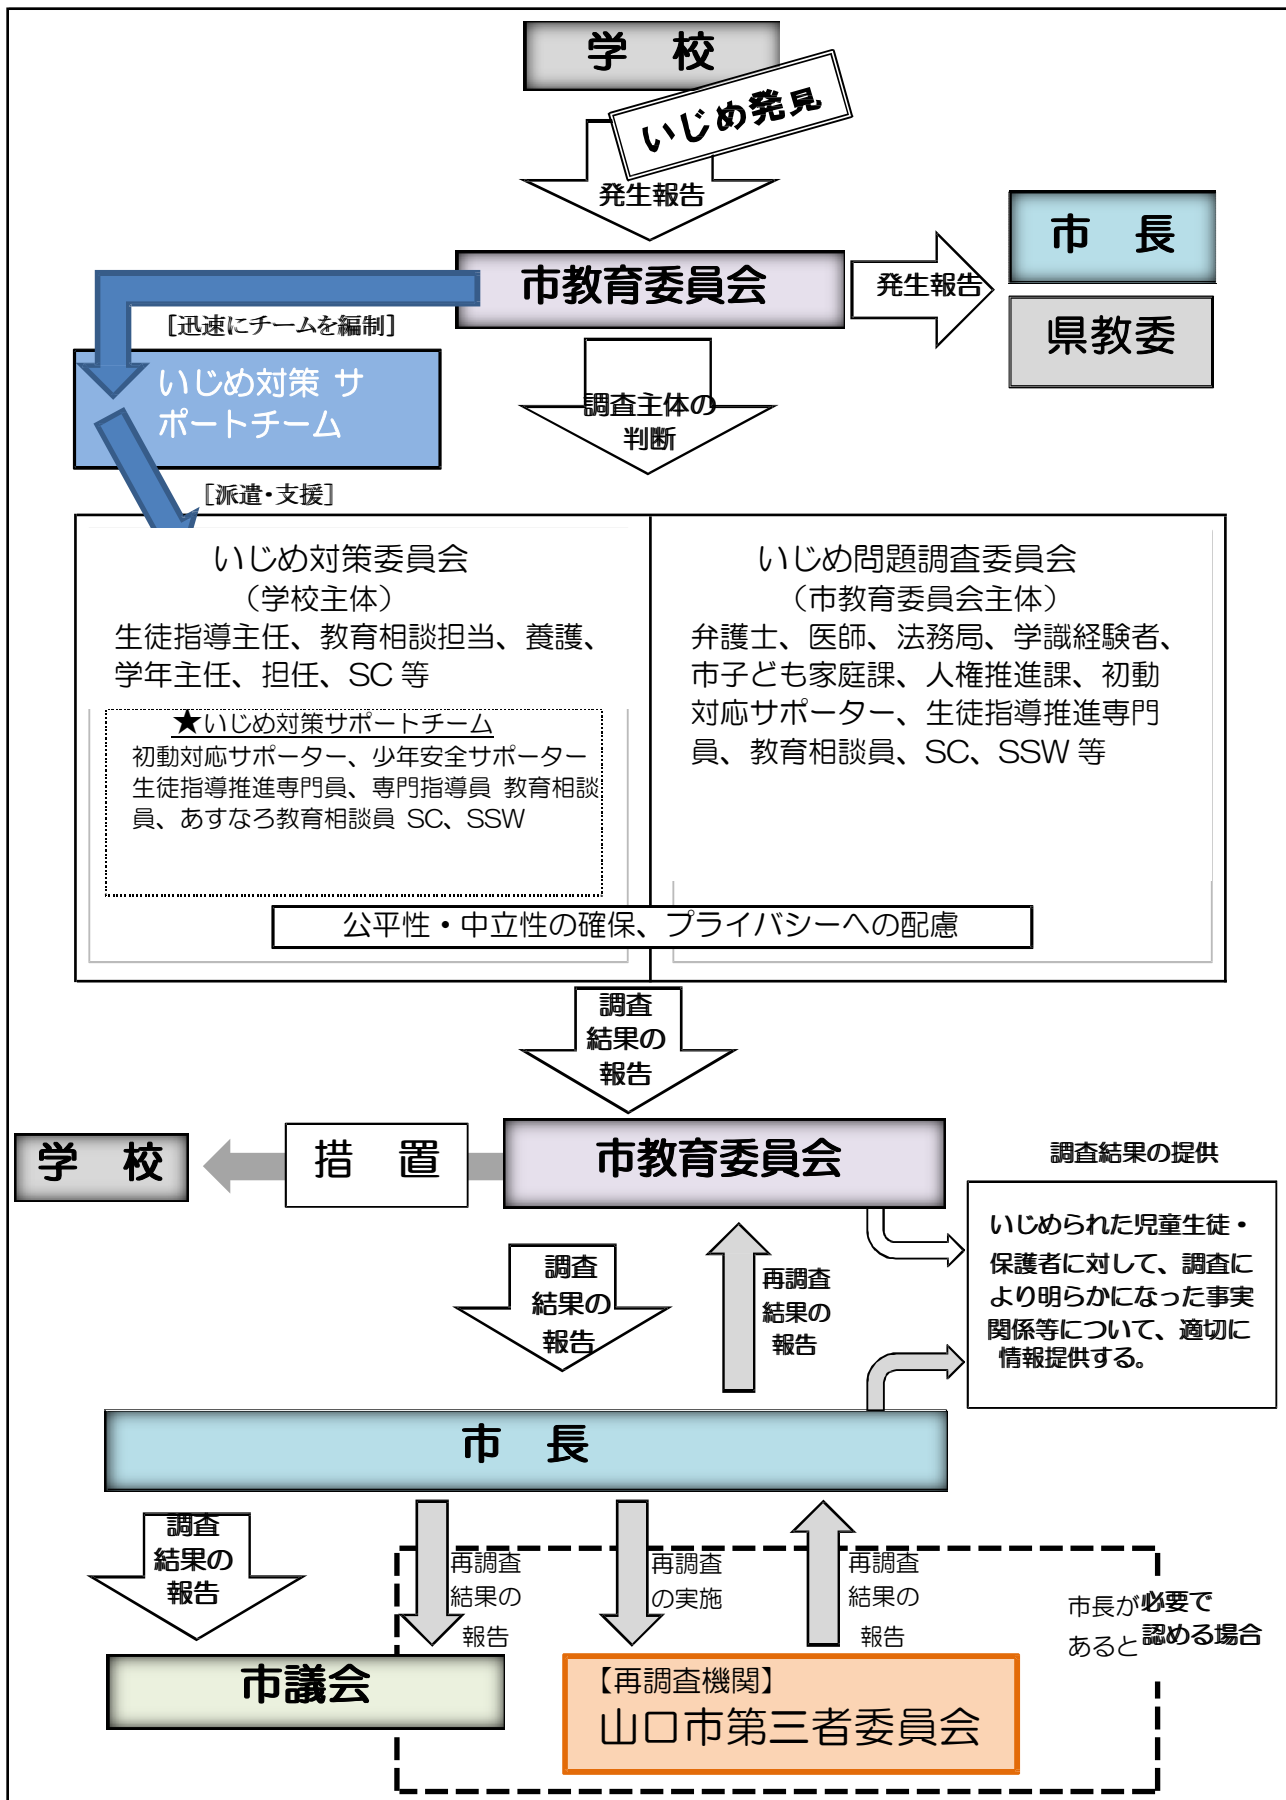 学　校
いじめ発見
発生報告
市　長
市教育委員会
発生報告
県教委
[迅速にチームを編制]
いじめ対策 サ
ポートチーム
調査主体の
判断
[派遣・支援]
いじめ対策委員会
（学校主体）
生徒指導主任、教育相談担当、養護、
学年主任、担任、SC 等
★いじめ対策サポートチーム
初動対応サポーター、少年安全サポーター
生徒指導推進専門員、専門指導員 教育相談
員、あすなろ教育相談員 SC、SSW
いじめ問題調査委員会
（市教育委員会主体）
弁護士、医師、法務局、学識経験者、
市子ども家庭課、人権推進課、初動
対応サポーター、生徒指導推進専門
員、教育相談員、SC、SSW 等
公平性・中立性の確保、プライバシーへの配慮
調査
結果の
報告
学　校
措　置
市教育委員会
調査結果の提供
いじめられた児童生徒・
保護者に対して、調査に
より明らかになった事実
関係等について、適切に
情報提供する。
調査
結果の
報告
再調査
結果の
報告
市　長
調査
結果の
報告
再調査
結果の
報告
再調査
の実施
再調査
結果の
報告
市長が必要で
あると認める場合
市議会
【再調査機関】
山口市第三者委員会